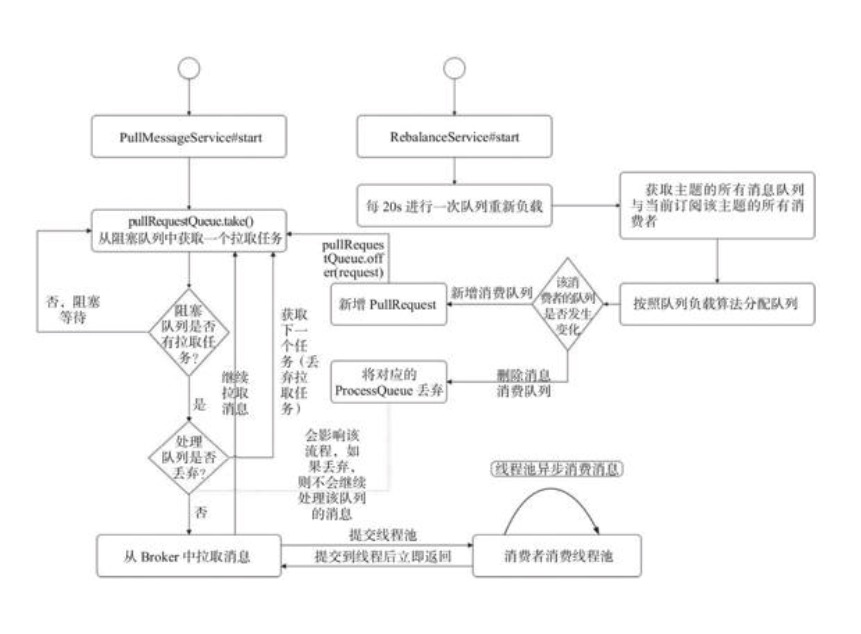 PullMessageService#start
RebalanceService#start
每 20s 进行一次队列重新负载
获取主题的所有消息队列
与当前订阅该主题的所有消
费者
pullRequestQueue.take()
从阻塞队列中获取一个拉取任务
pullReques
tQueue.off
er(request)
该消
费者的队列
是否发生
变化
新增消费队列
新增 PullRequest
按照队列负载算法分配队列
否，阻塞
等待
阻塞
队列是否
有拉取任
务？
获取
下一
个任
务（丢
弃拉
取任
务）
继续
拉取
消息
将对应的
ProcessQueue 丢弃
删除消息
消费队列
是
处理
队列是否
丢弃？
会影响该
流程，如
果丢弃，
则不会继续
处理该队列
的消息
线程池异步消费消息
否
提交线程池
从 Broker 中拉取消息
提交到线程后立即返回
消费者消费线程池